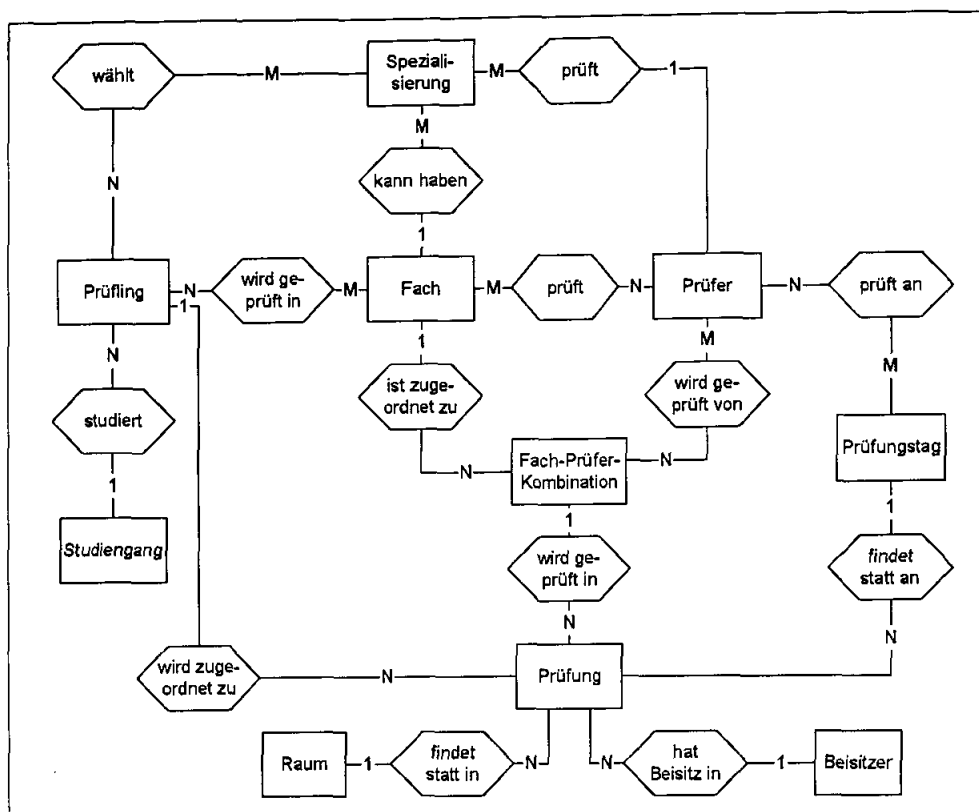 wählt
M
Speziali-
sierung
M
prüft
1
M
N
kann haben
1
Prüfling
N
wird ge-
prüft in
M
Fach
M
prüft
N
Prüfer
N
prüft an
1
N
1
M
M
studiert
ist zuge-
ordnet zu
wird ge-
prüft von
Prüfungstag
N
Fach-Prüfer-
Kombination
N
1
1
1
Studiengang
wird ge-
prüft in
findet
statt an
N
N
wird zuge-
ordnet zu
N
Prüfung
Raum
1
findet
statt in
N
N
hat
Beisitz in
1
Beisitzer